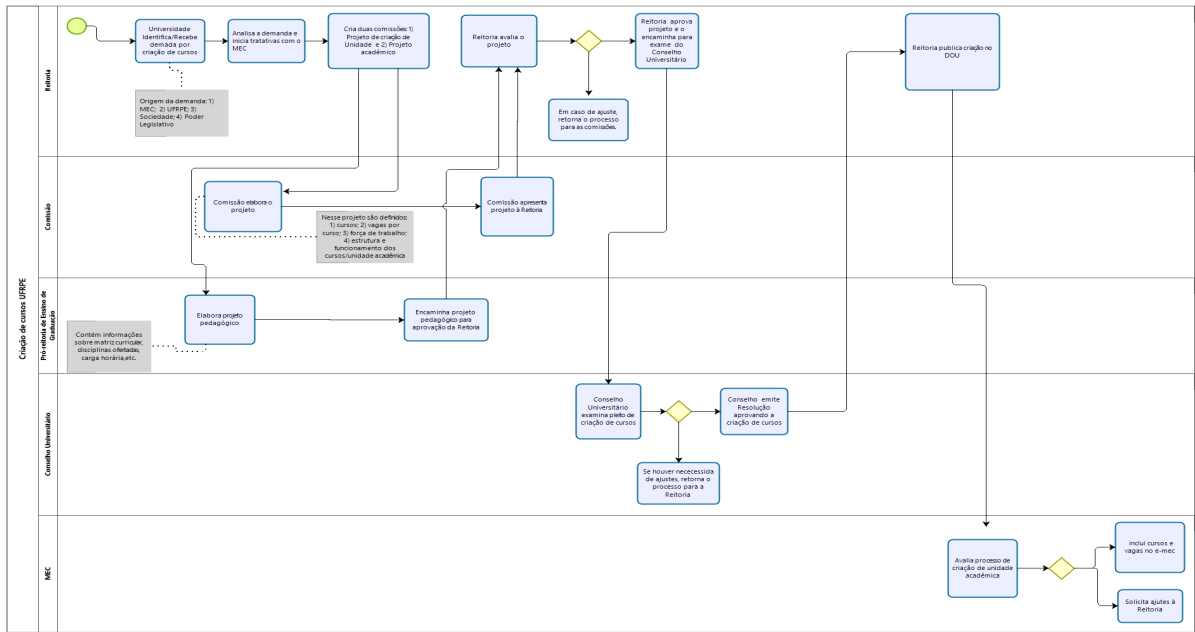 Criação de cursos UFRPE
Reitoria
Universidade
Identifica/Recebe
demada por
criação de cursos
Analisa a demanda e
inicia tratativas com o
MEC
Cria duas comissões: 1)
Projeto de criação de
Unidade e 2) Projeto
acadêmico
Reitoria avalia o
projeto
Reitoria aprova
projeto e o
encaminha para
exame do
Conselho
Universitário
Reitoria publica criação no
DOU
Origem da demanda: 1)
MEC; 2) UFRPE; 3)
Sociedade; 4) Poder
Legislativo
Em caso de ajuste,
retorna o processo
para as comissões.
Comissão
Comissão elabora o
projeto
Comissão apresenta
projeto à Reitoria
Nesse projeto são definidos:
1) cursos; 2) vagas por
curso; 3) força de trabalho;
4) estrutura e
funcionamento dos
cursos/unidade acadêmica
Pró-reitoria de Ensino de
Graduação
Elabora projeto
pedagógico
Encaminha projeto
pedagógico para
aprovação da Reitoria
Contém informações
sobre matriz curricular,
disciplinas ofertadas,
carga horária,etc.
Conselho Universitário
Conselho
Universitário
examina pleito de
criação de cursos
Conselho emite
Resolução
aprovando a
criação de cursos
Se houver nececessida
de ajustes, retorna o
processo para a
Reitoria
MEC
Avalia processo de
criação de unidade
acadêmica
inclui cursos e
vagas no e-mec
Solicita ajutes à
Reitoria